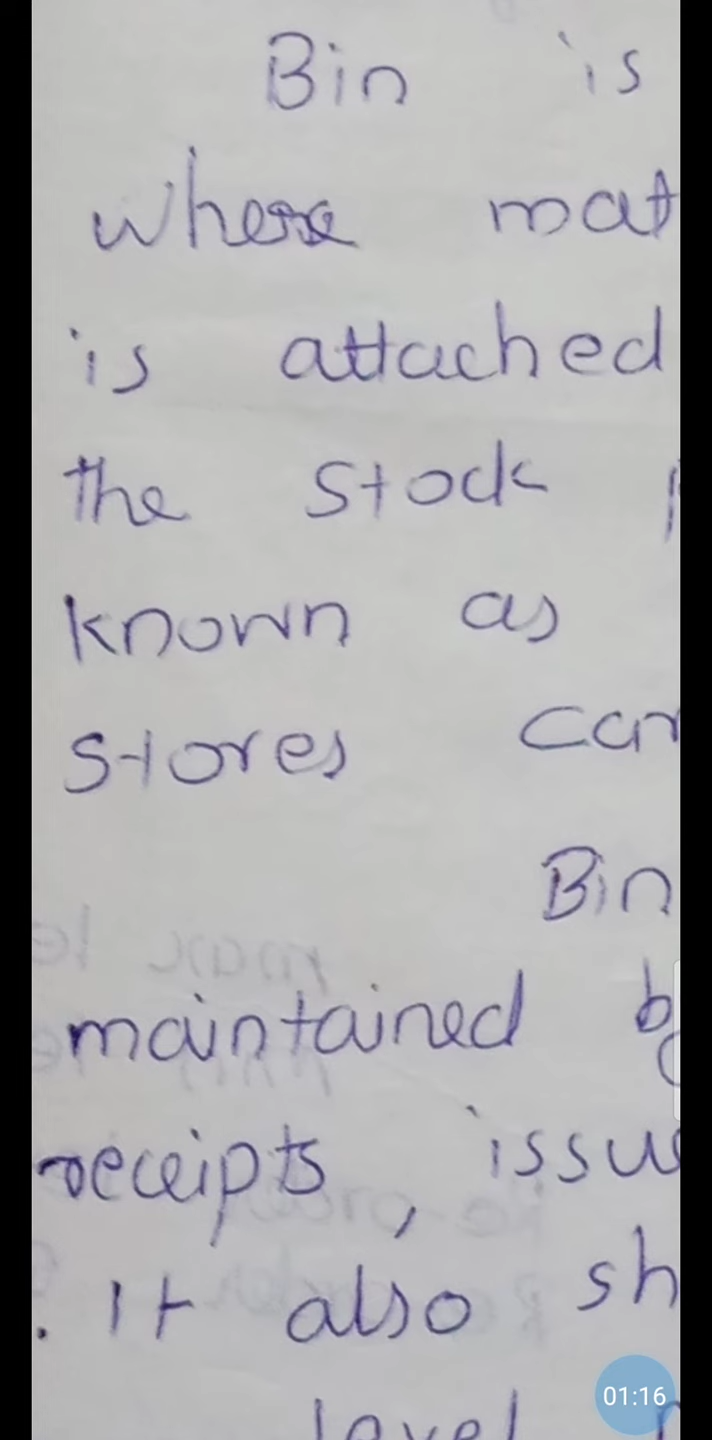 Bin is
where mat
is attached
the stock
known as
stores car
Bin
maintained b
receipts, issu
. It also sh
level
01:16